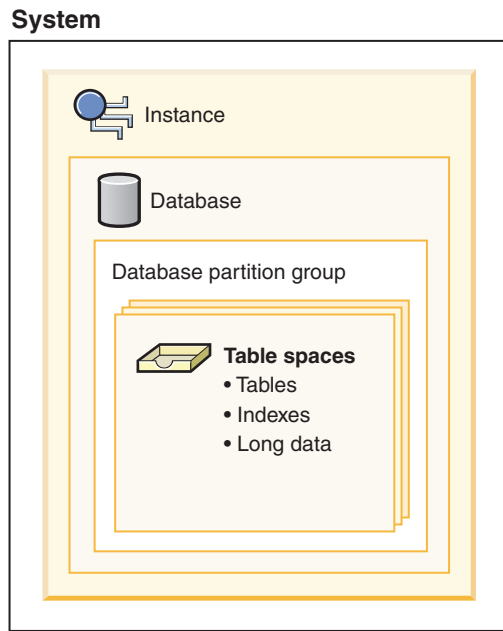 System
Instance
Database
Database partition group
Table spaces
• Tables
• Indexes
• Long data